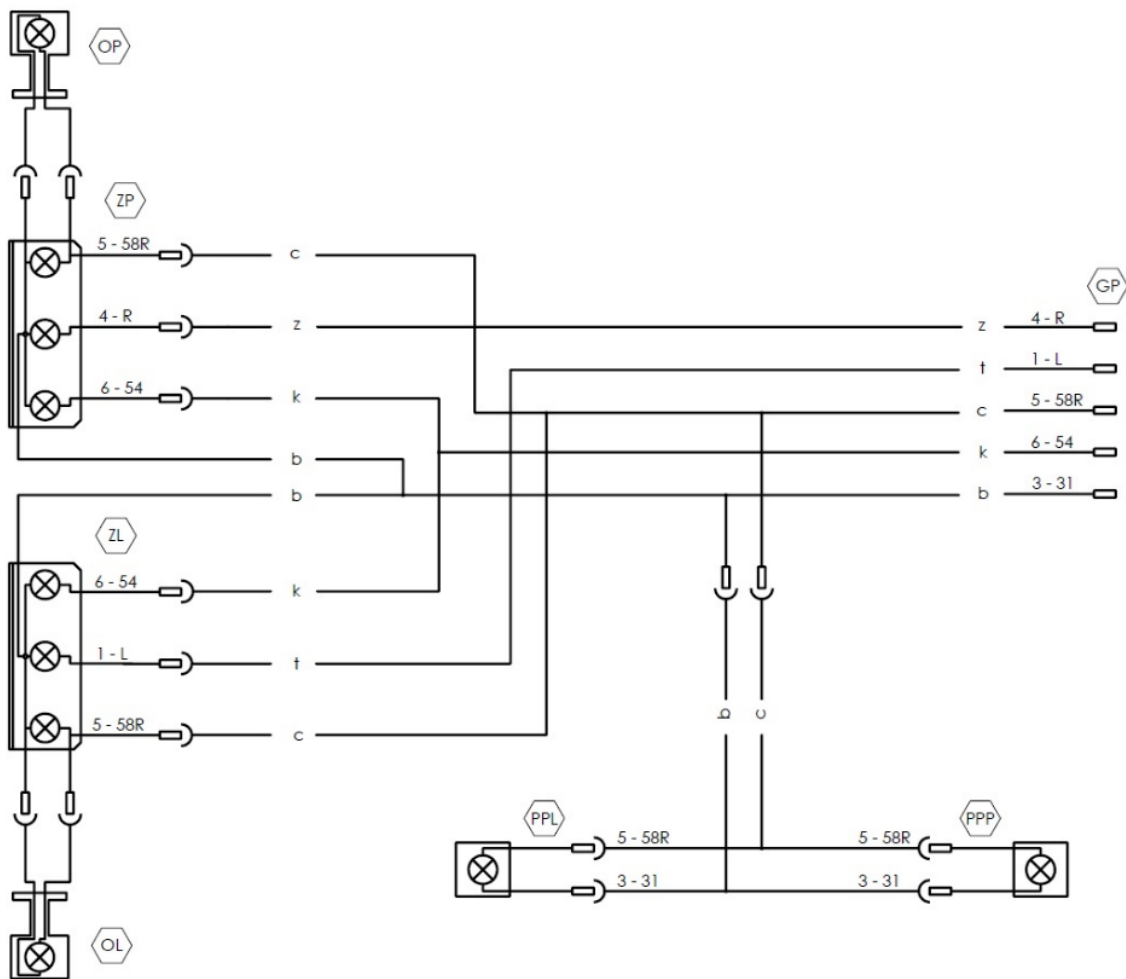 OP
ZP
5 - 58R c
GP
4 - R z z 4 - R
t 1 - L
6 - 54 k c 5 - 58R
k 6 - 54
b
b b 3 - 31
ZL
6 - 54 k
1 - L t
b c
5 - 58R c
PPL PPP
5 - 58R 5 - 58R
3 - 31 3 - 31
OL